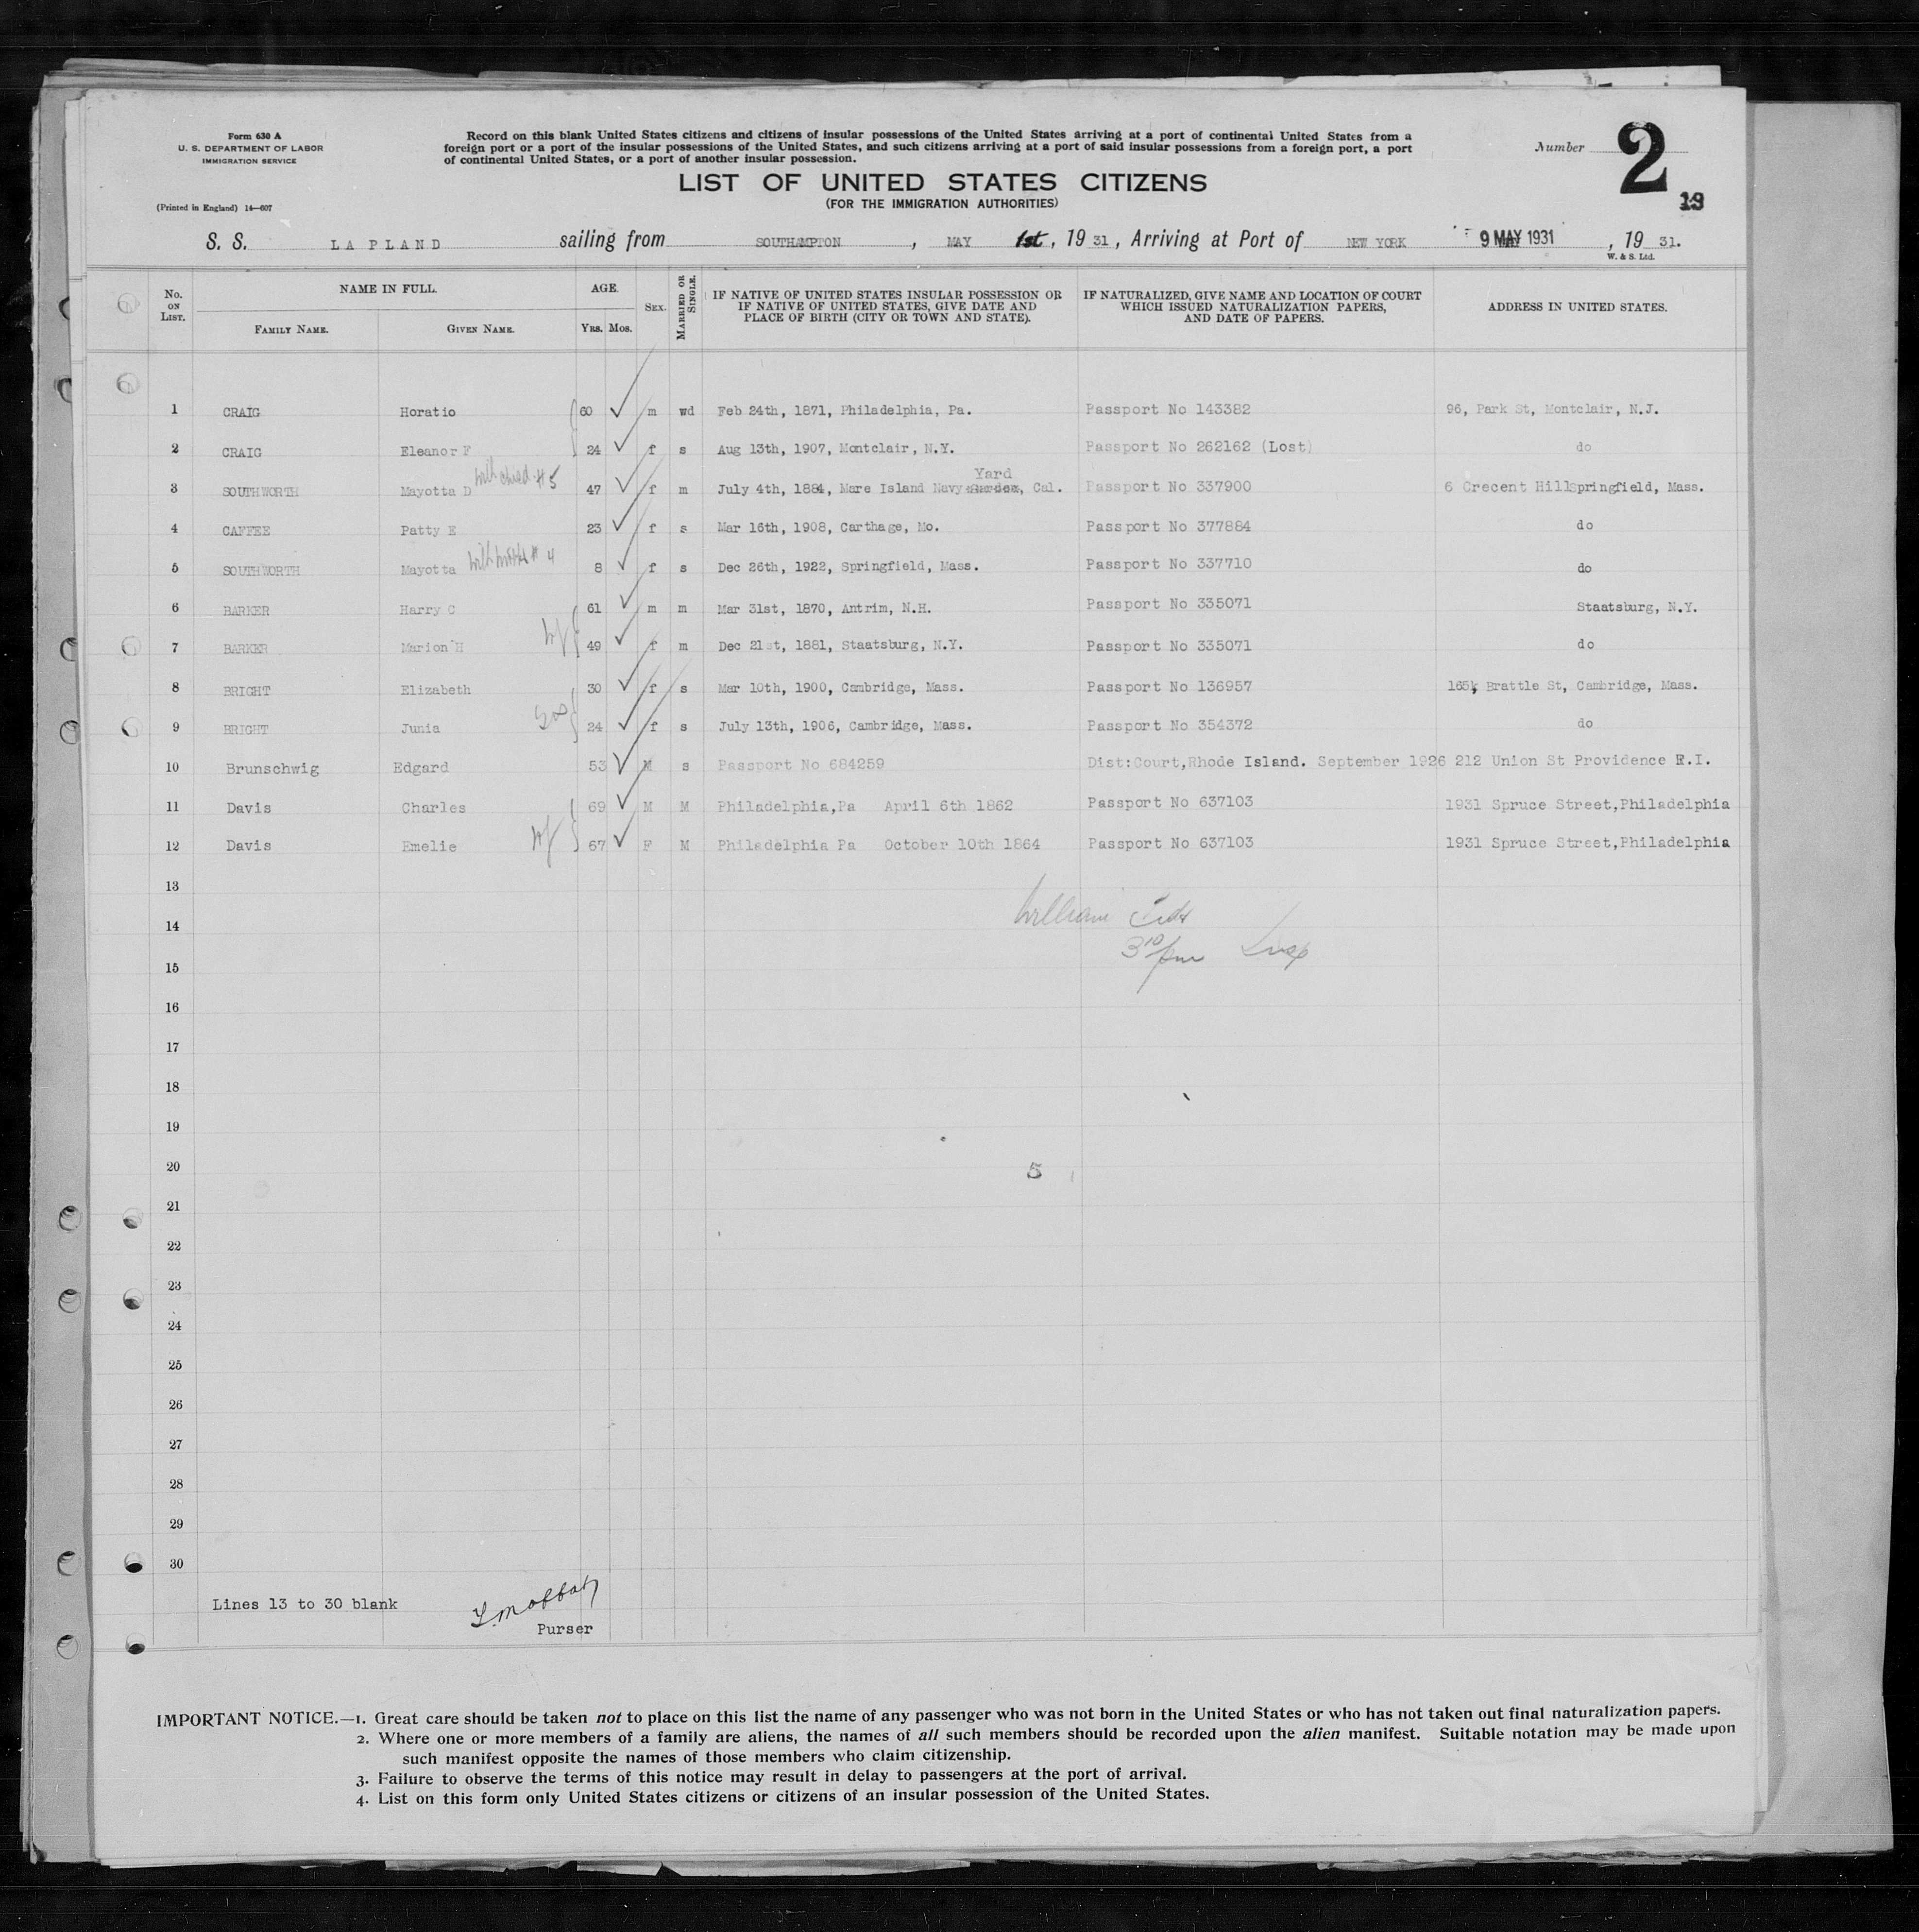 Form 630 A
U. S. DEPARTMENT OF LABOR
IMMIGRATION SERVICE
(Printed in England) 14—607
Record on this blank United States citizens and citizens of insular possessions of the United States arriving at a port of continental United States from a
foreign port or a port of the insular possessions of the United States, and such citizens arriving at a port of said insular possessions from a foreign port, a port
of continental United States, or a port of another insular possession.
LIST OF UNITED STATES CITIZENS
(FOR THE IMMIGRATION AUTHORITIES)
Number 2
19
S. S. LAPLAND sailing from SOUTHAMPTON, MAY 1st, 19 31, Arriving at Port of NEW YORK 9 MAY 1931, 19 31.
W. & S. Ltd.
No. ON LIST. NAME IN FULL. FAMILY NAME. GIVEN NAME. AGE. YRS. MOS. SEX. MARRIED OR SINGLE. IF NATIVE OF UNITED STATES INSULAR POSSESSION OR IF NATIVE OF UNITED STATES, GIVE DATE AND PLACE OF BIRTH (CITY OR TOWN AND STATE). IF NATURALIZED, GIVE NAME AND LOCATION OF COURT WHICH ISSUED NATURALIZATION PAPERS, AND DATE OF PAPERS. ADDRESS IN UNITED STATES.
1 CRAIG Horatio 60 m wd Feb 24th, 1871, Philadelphia, Pa. Passport No 143382 96, Park St, Montclair, N.J.
2 CRAIG Eleanor F 24 f s Aug 13th, 1907, Montclair, N.Y. Passport No 262162 (Lost) do
3 SOUTHWORTH Mayotta D with child #5 47 f m July 4th, 1884, Mare Island Navy Yard, Cal. Passport No 337900 6 Crecent Hill Springfield, Mass.
4 CAFFEE Patty E 23 f s Mar 16th, 1908, Carthage, Mo. Passport No 377884 do
5 SOUTHWORTH Mayotta with # 4 8 f s Dec 26th, 1922, Springfield, Mass. Passport No 337710 do
6 BARKER Harry C 61 m m Mar 31st, 1870, Antrim, N.H. Passport No 335071 Staatsburg, N.Y.
7 BARKER Marion H wf 49 f m Dec 21st, 1881, Staatsburg, N.Y. Passport No 335071 do
8 BRIGHT Elizabeth 30 f s Mar 10th, 1900, Cambridge, Mass. Passport No 136957 165, Brattle St, Cambridge, Mass.
9 BRIGHT Junia 24 f s July 13th, 1906, Cambridge, Mass. Passport No 354372 do
10 Brunschwig Edgard 53 M s Passport No 684259 Dist:Court,Rhode Island. September 1926 212 Union St Providence R.I.
11 Davis Charles 69 M M Philadelphia,Pa April 6th 1862 Passport No 637103 1931 Spruce Street,Philadelphia
12 Davis Emelie wf 67 F M Philadelphia Pa October 10th 1864 Passport No 637103 1931 Spruce Street,Philadelphia
13
William
14
3 10 pm Insp
15
16
17
18
19
20 5
21
22
23
24
25
26
27
28
29
30
Lines 13 to 30 blank
Purser
IMPORTANT NOTICE.—1. Great care should be taken not to place on this list the name of any passenger who was not born in the United States or who has not taken out final naturalization papers.
2. Where one or more members of a family are aliens, the names of all such members should be recorded upon the alien manifest. Suitable notation may be made upon
such manifest opposite the names of those members who claim citizenship.
3. Failure to observe the terms of this notice may result in delay to passengers at the port of arrival.
4. List on this form only United States citizens or citizens of an insular possession of the United States.